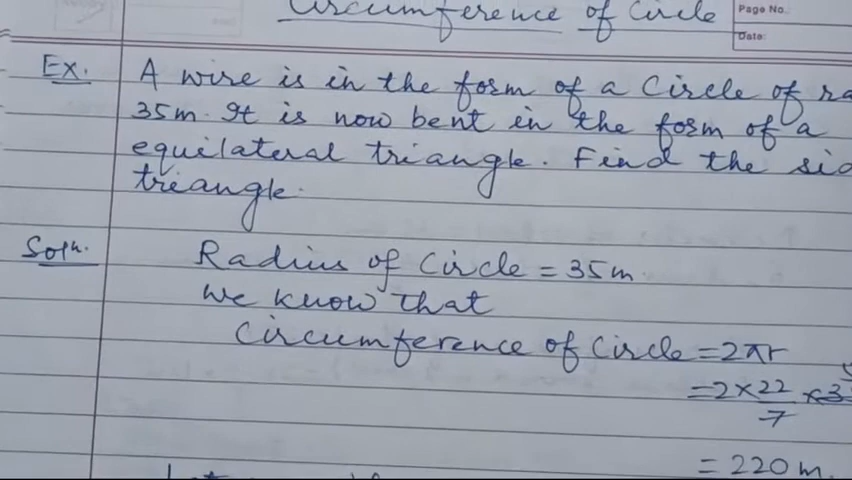 Circumference of Circle
Page No.
Date:
Ex. A wire is in the form of a Circle of
35m. It is now bent in the form of a
equilateral triangle. Find the
triangle.
Soln. Radius of Circle = 35m.
We know that
Circumference of Circle = 2πr
= 2 × 22/7 ×
= 220 m.